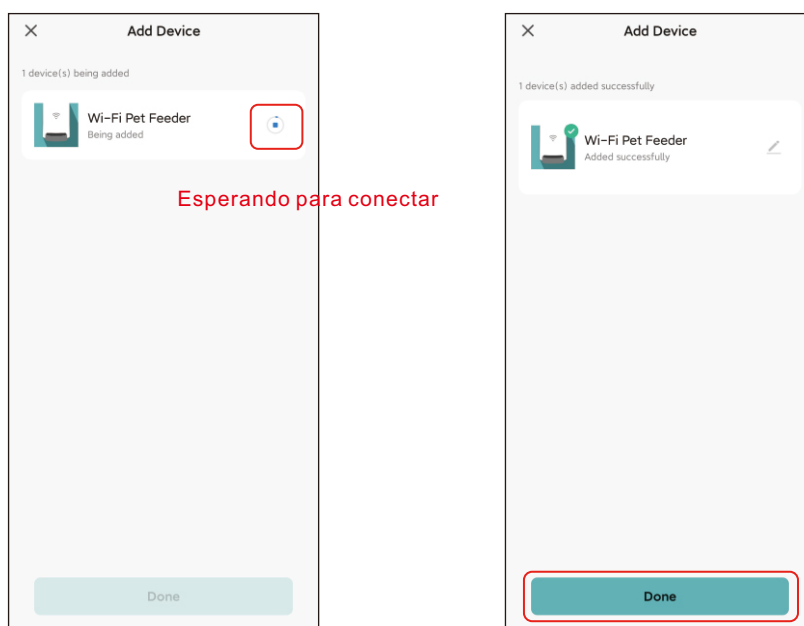 Add Device
1 device(s) being added
Wi-Fi Pet Feeder
Being added
Esperando para conectar
Done
Add Device
1 device(s) added successfully
Wi-Fi Pet Feeder
Added successfully
Done